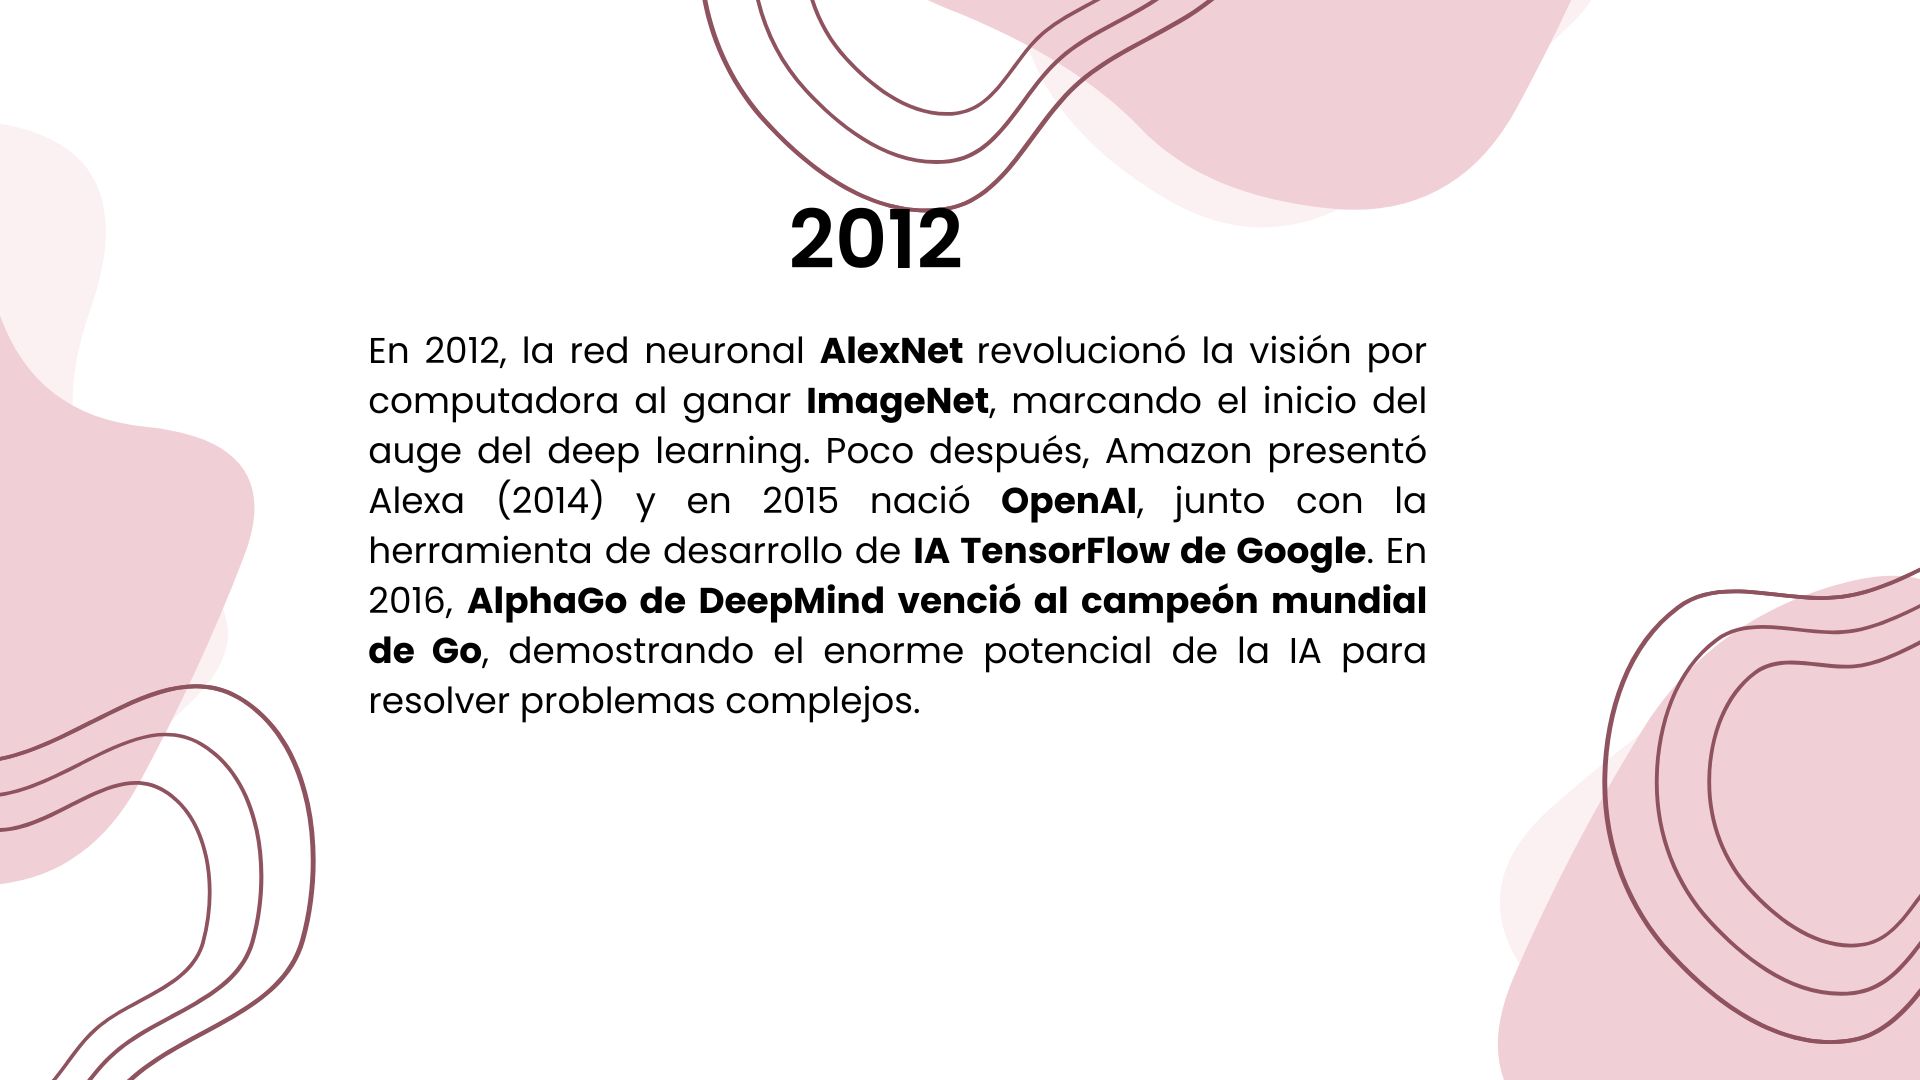 2012
En 2012, la red neuronal AlexNet revolucionó la visión por
computadora al ganar ImageNet, marcando el inicio del
auge del deep learning. Poco después, Amazon presentó
Alexa (2014) y en 2015 nació OpenAI, junto con la
herramienta de desarrollo de IA TensorFlow de Google. En
2016, AlphaGo de DeepMind venció al campeón mundial
de Go, demostrando el enorme potencial de la IA para
resolver problemas complejos.